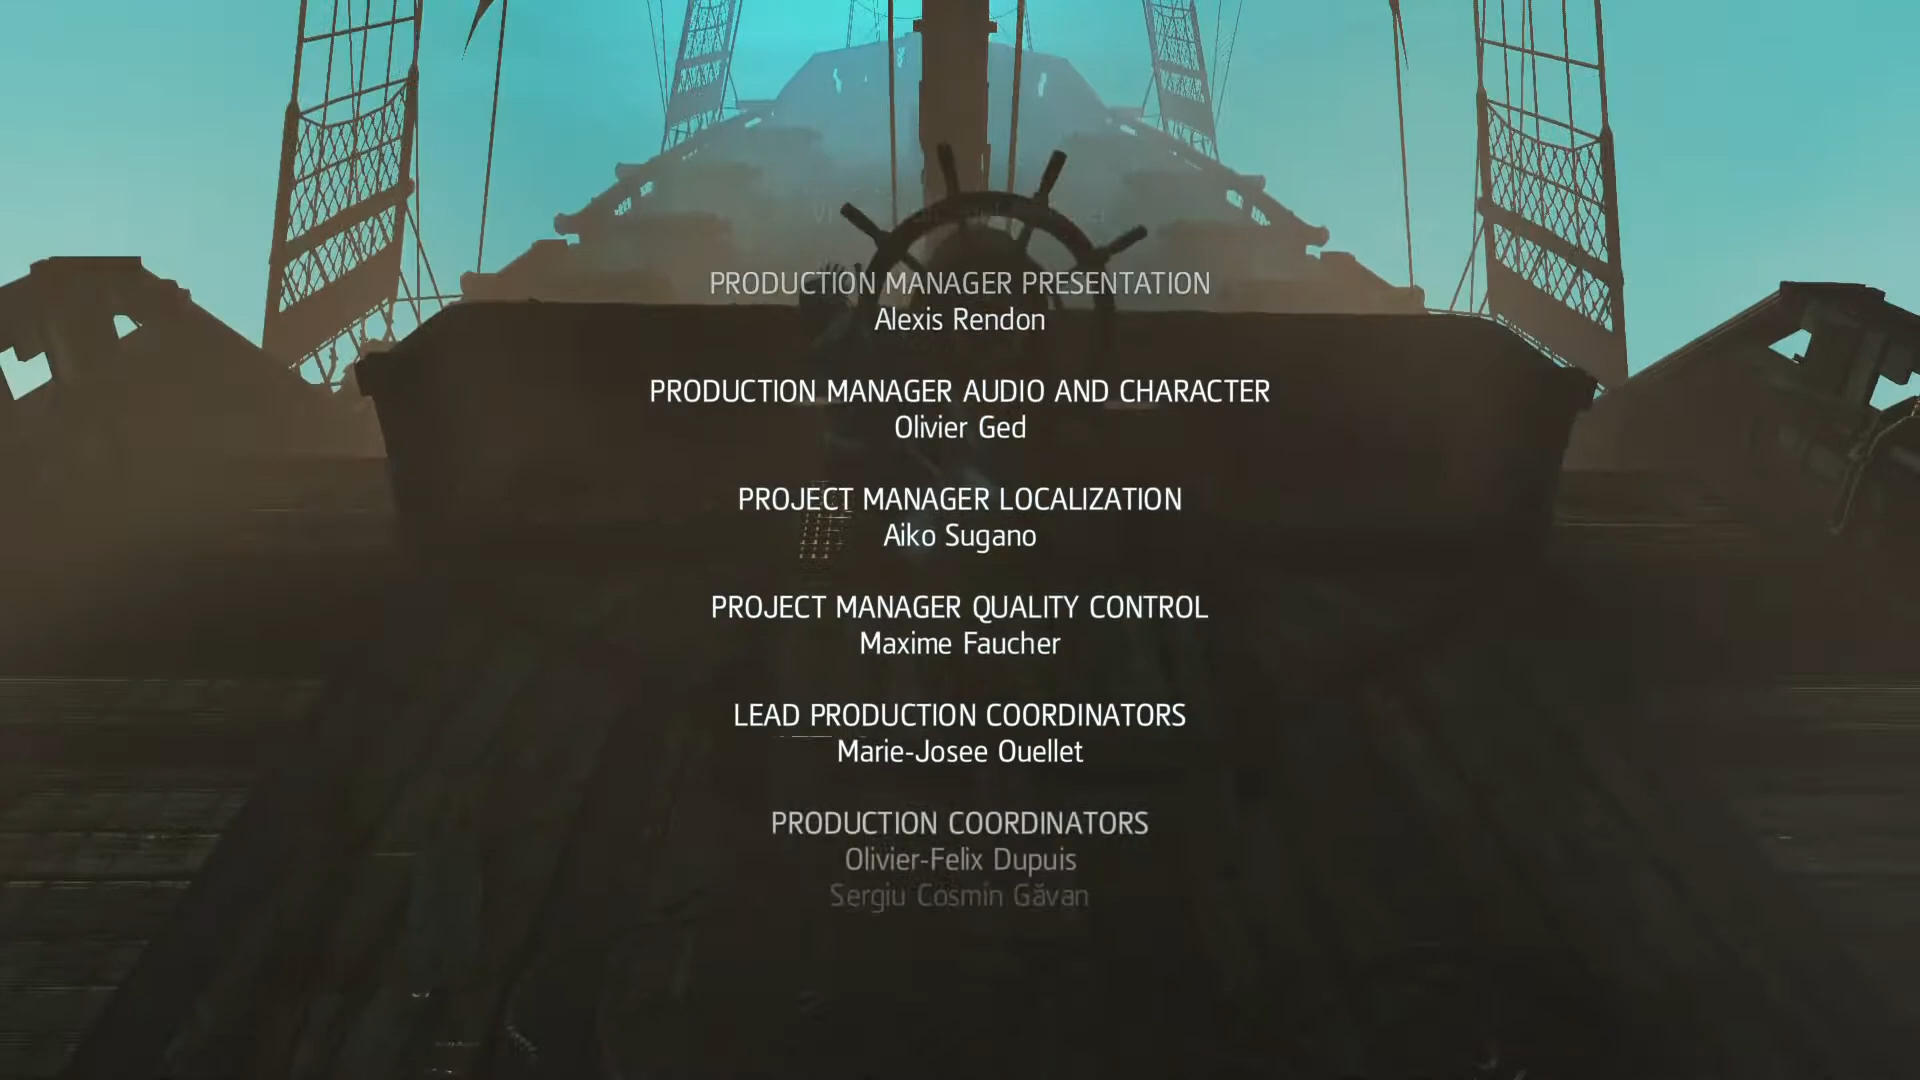 PRODUCTION MANAGER PRESENTATION
Alexis Rendon
PRODUCTION MANAGER AUDIO AND CHARACTER
Olivier Ged
PROJECT MANAGER LOCALIZATION
Aiko Sugano
PROJECT MANAGER QUALITY CONTROL
Maxime Faucher
LEAD PRODUCTION COORDINATORS
Marie-Josee Ouellet
PRODUCTION COORDINATORS
Olivier-Felix Dupuis
Sergiu Cosmin Găvan